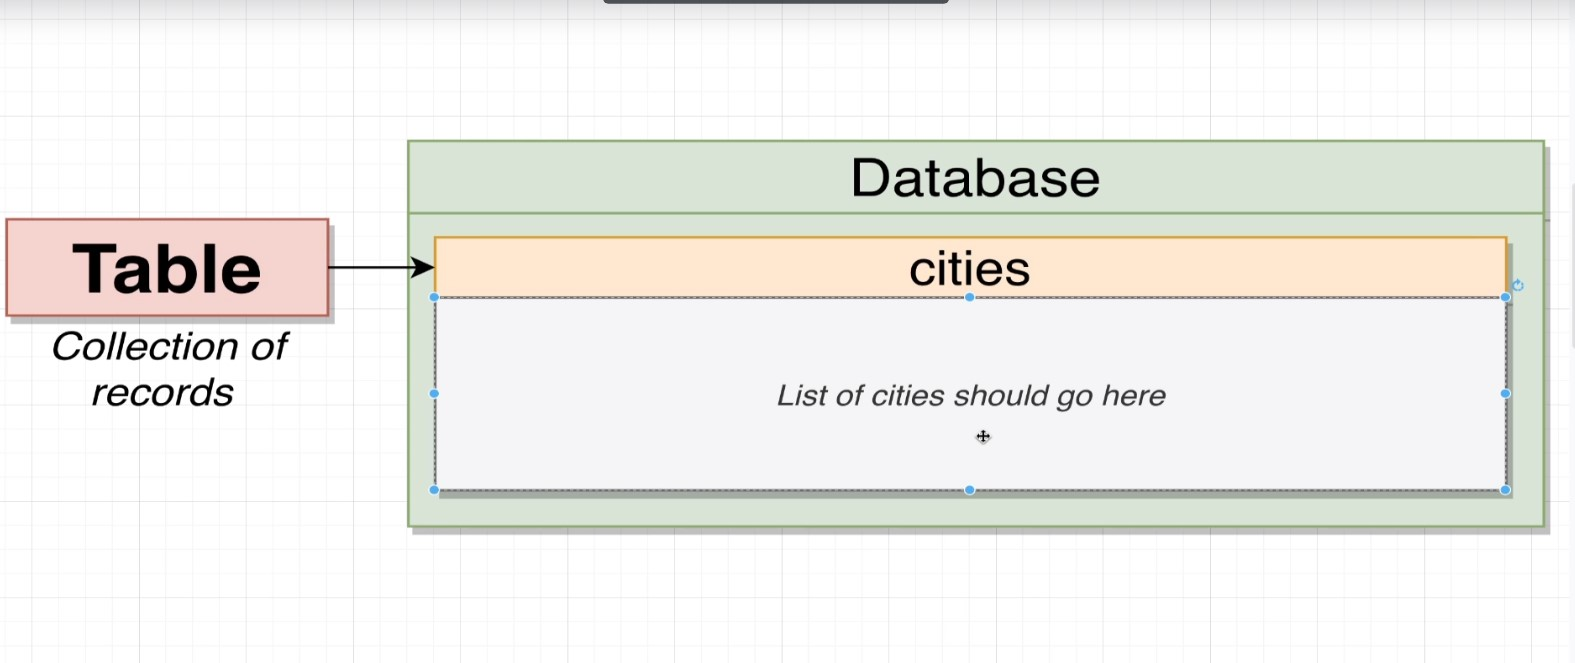 Database
Table
cities
Collection of
records
List of cities should go here